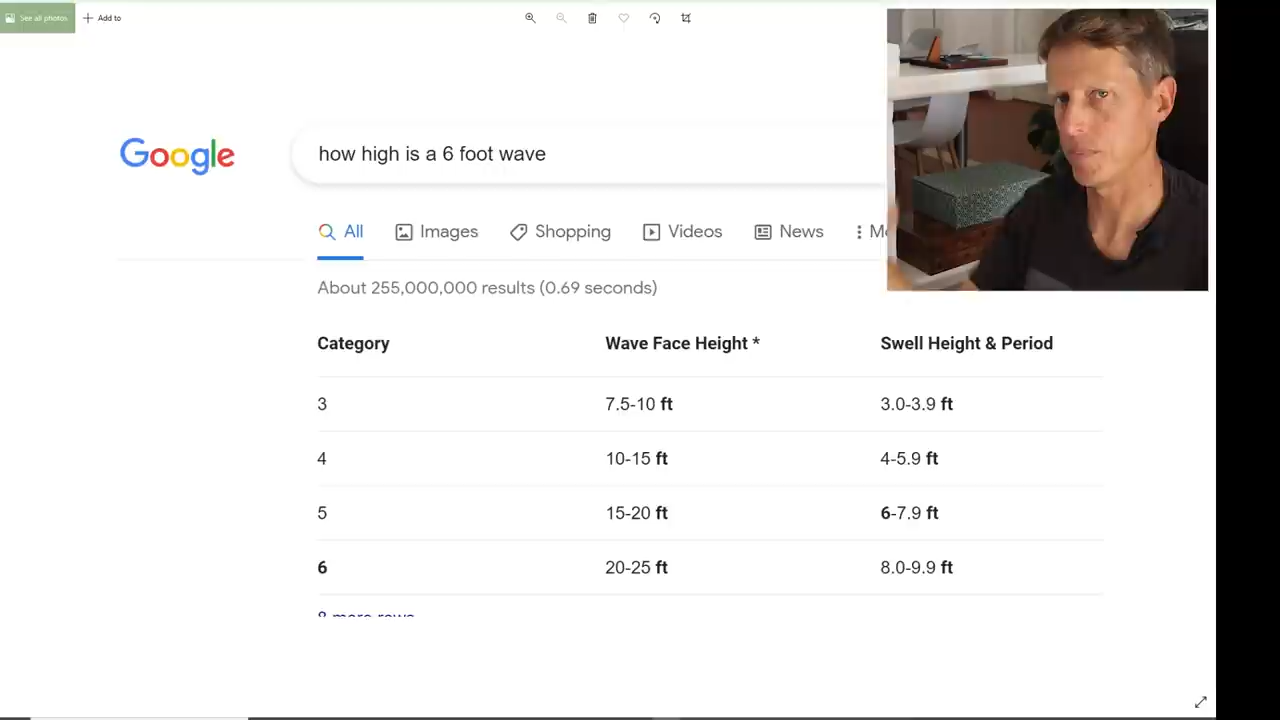 See all photos + Add to
Google
how high is a 6 foot wave
All Images Shopping Videos News
About 255,000,000 results (0.69 seconds)
Category Wave Face Height * Swell Height & Period
3 7.5-10 ft 3.0-3.9 ft
4 10-15 ft 4-5.9 ft
5 15-20 ft 6-7.9 ft
6 20-25 ft 8.0-9.9 ft
8 more rows